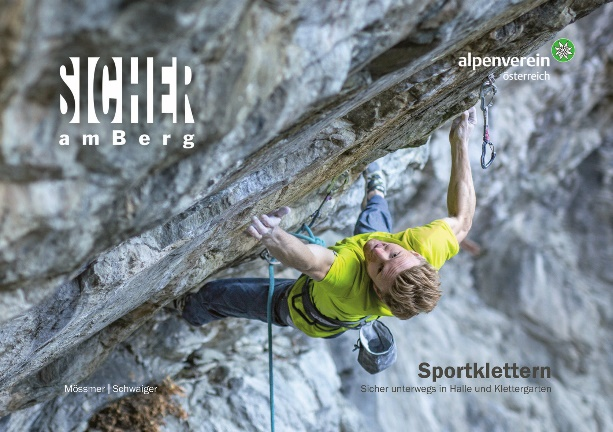 SICHER
amBerg
alpenverein
österreich
Sportklettern
Sicher unterwegs in Halle und Klettergarten
Mössmer | Schwaiger